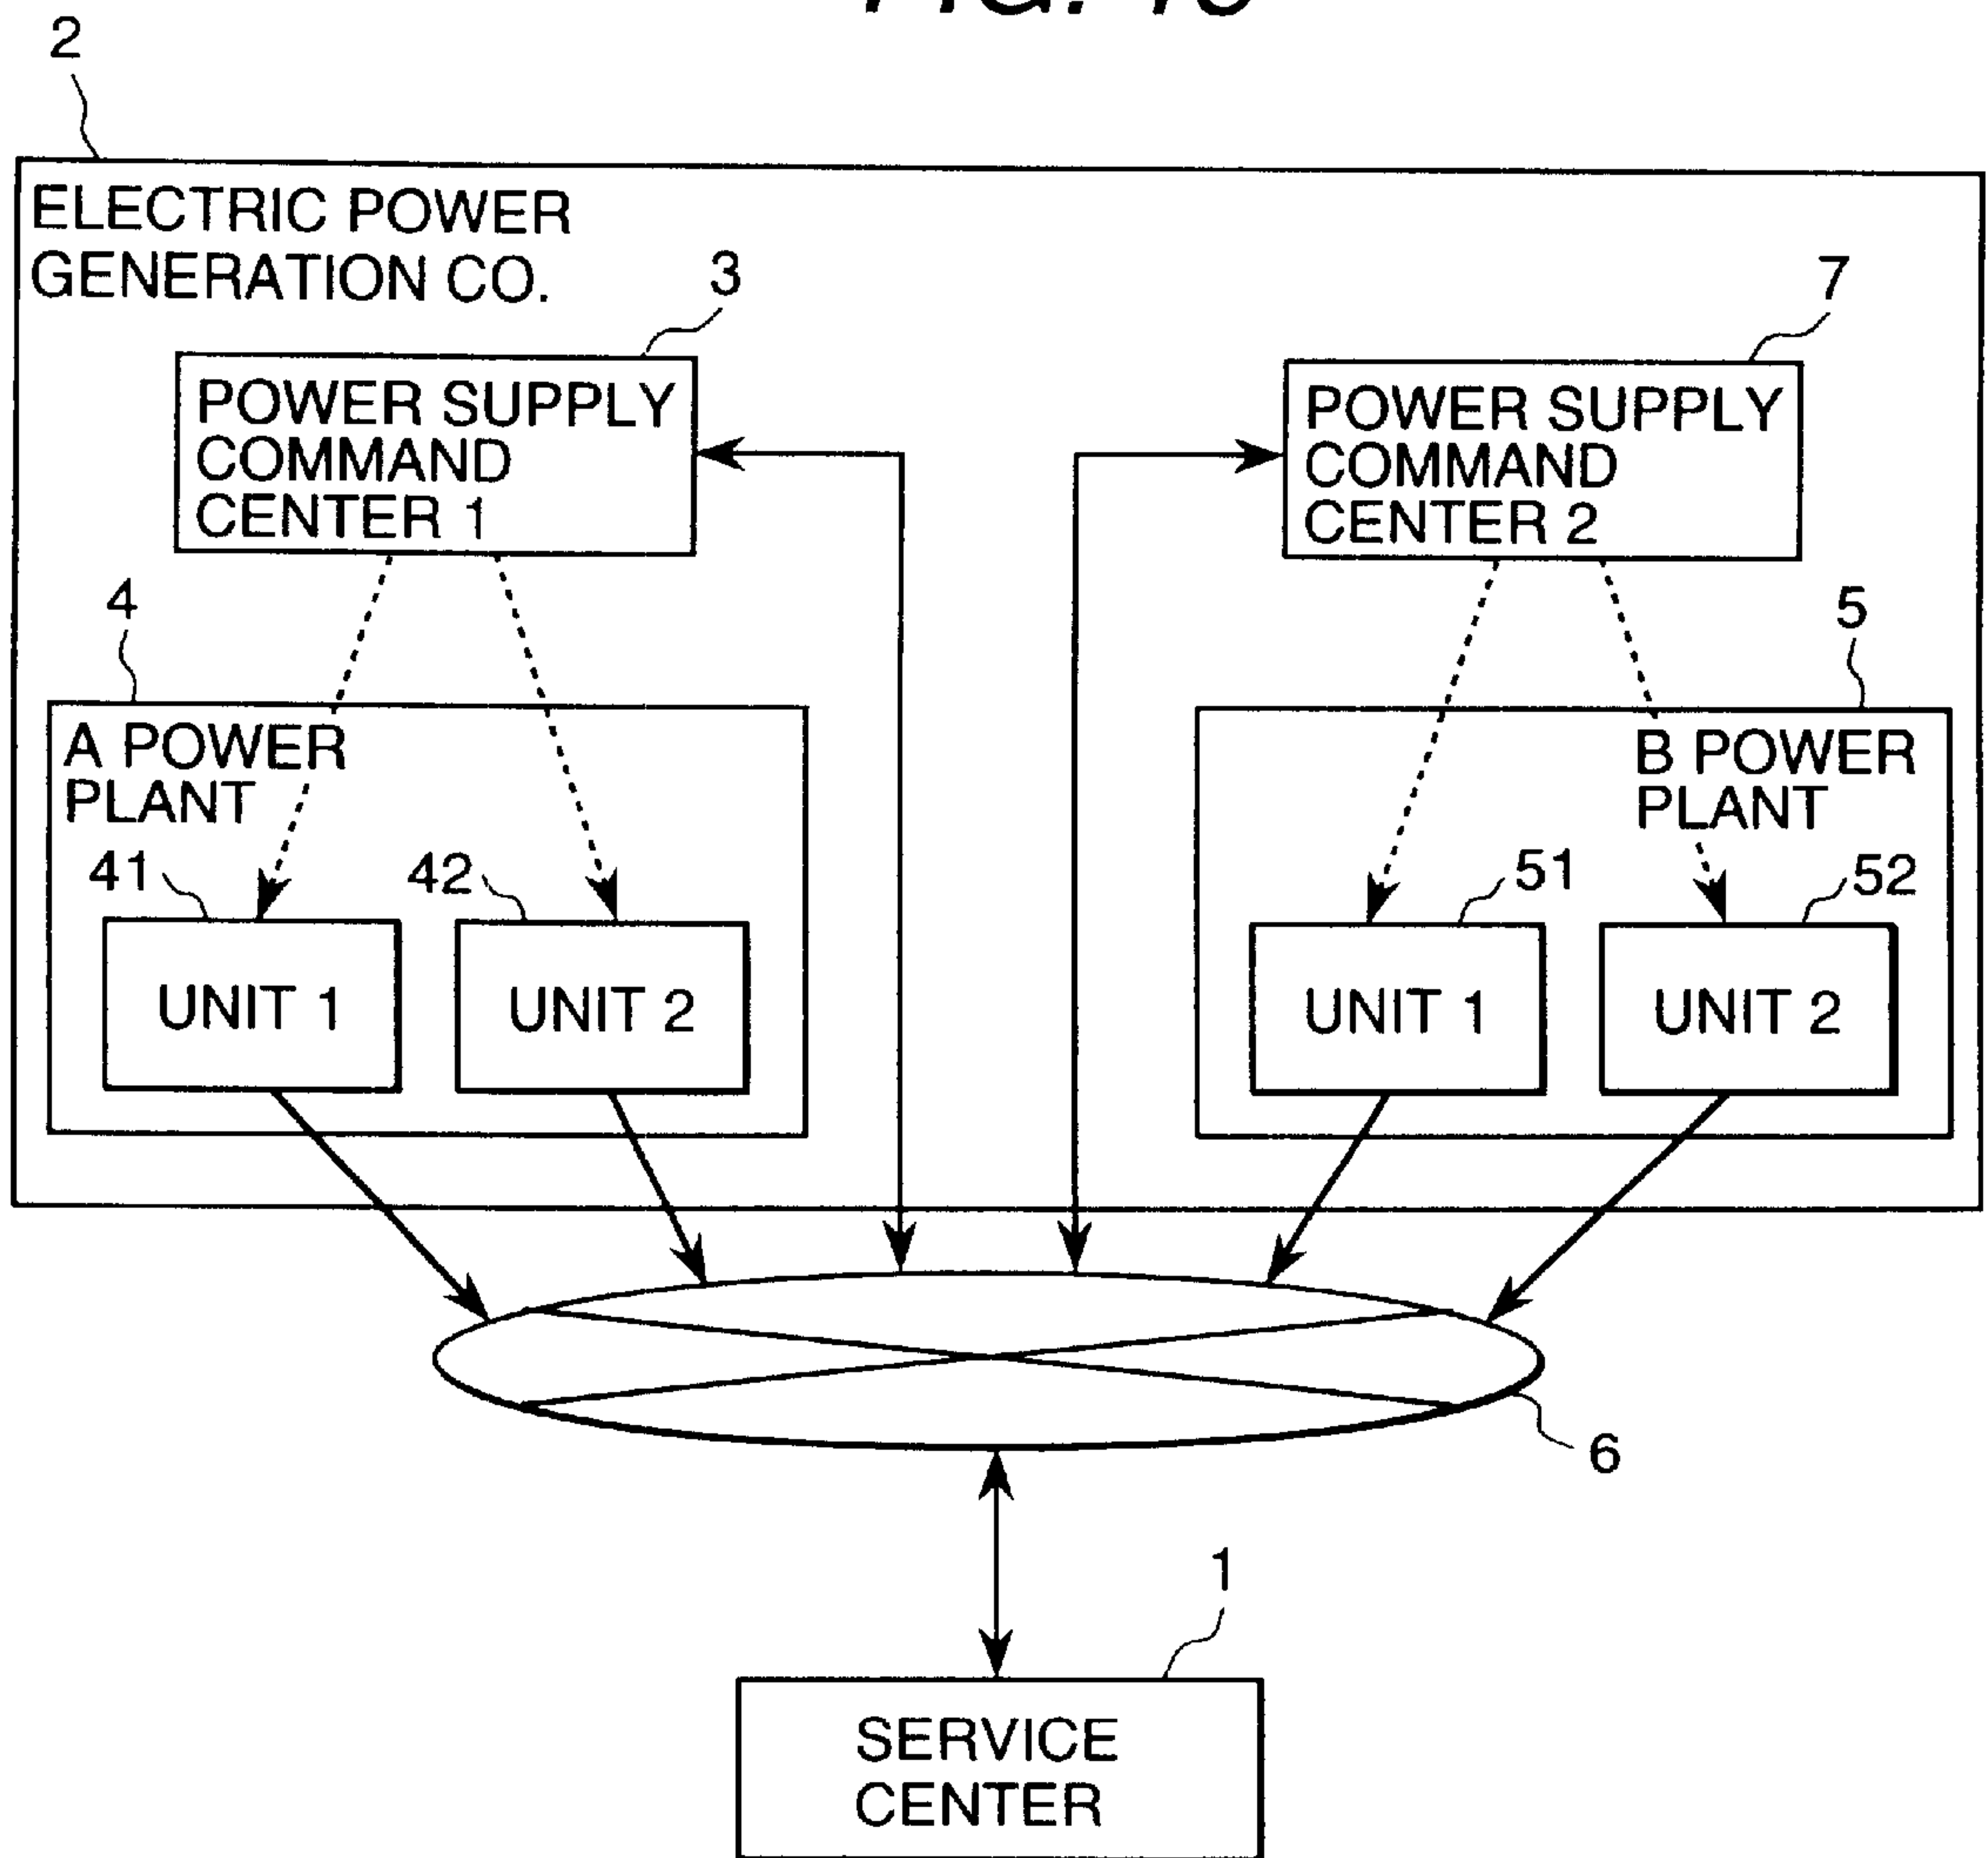 2
ELECTRIC POWER
GENERATION CO.
3
7
POWER SUPPLY
COMMAND
CENTER 1
POWER SUPPLY
COMMAND
CENTER 2
4
5
A POWER
PLANT
B POWER
PLANT
41
42
51
52
UNIT 1
UNIT 2
UNIT 1
UNIT 2
6
1
SERVICE
CENTER